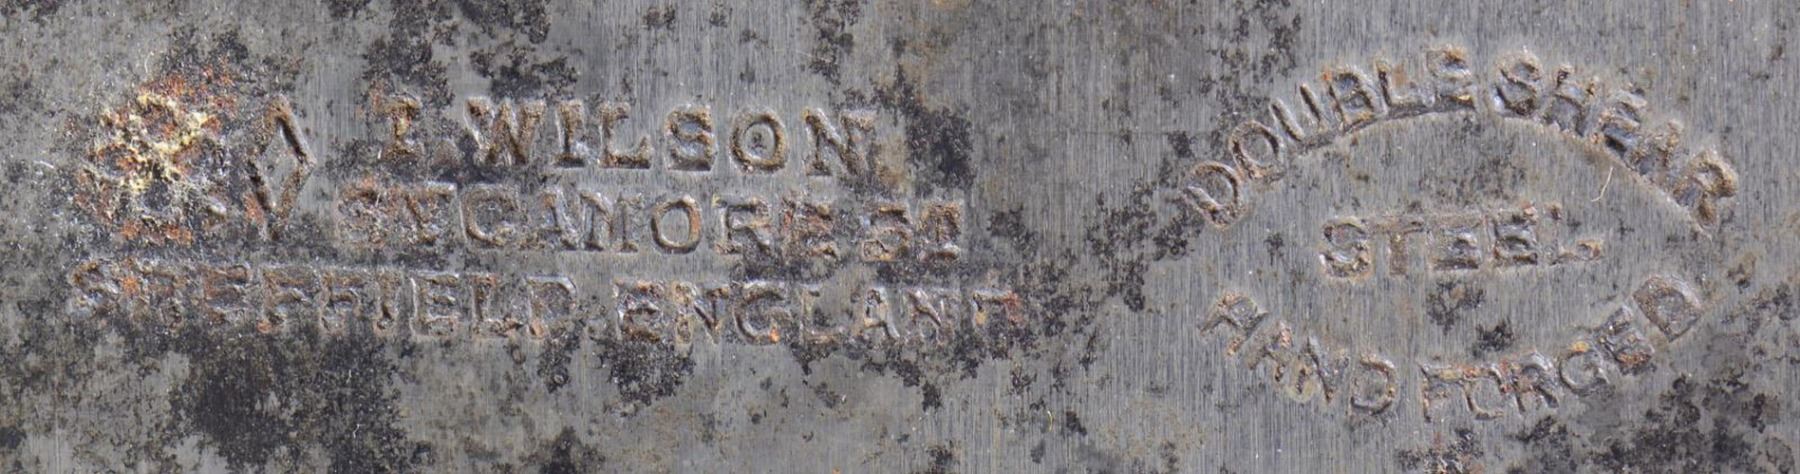 I. WILSON
SYCAMORE ST
SHEFFIELD ENGLAND
DOUBLE SHEAR
STEEL
HAND FORGED